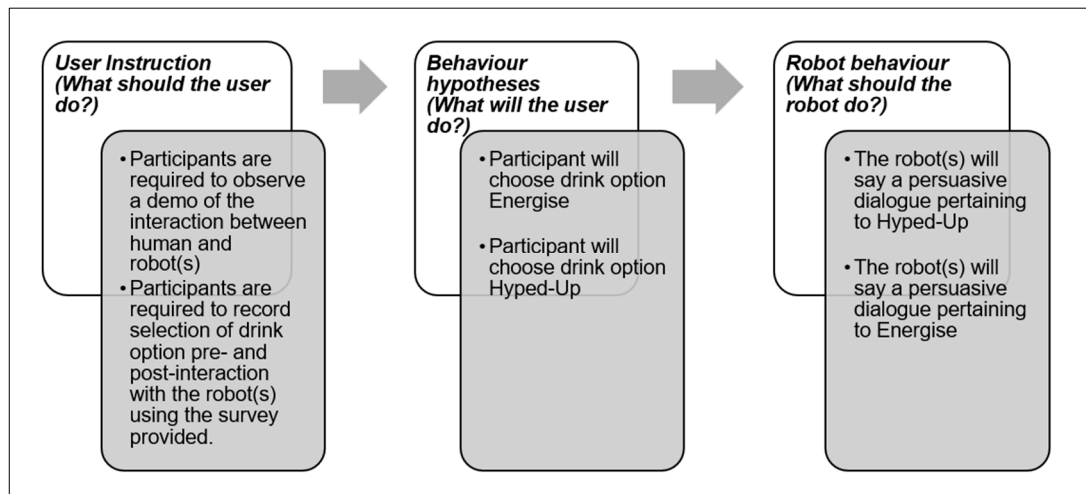 User Instruction
(What should the user
do?)
• Participants are
required to observe
a demo of the
interaction between
human and
robot(s)
• Participants are
required to record
selection of drink
option pre- and
post-interaction
with the robot(s)
using the survey
provided.
Behaviour
hypotheses
(What will the user
do?)
• Participant will
choose drink option
Energise
• Participant will
choose drink option
Hyped-Up
Robot behaviour
(What should the
robot do?)
• The robot(s) will
say a persuasive
dialogue pertaining
to Hyped-Up
• The robot(s) will
say a persuasive
dialogue pertaining
to Energise